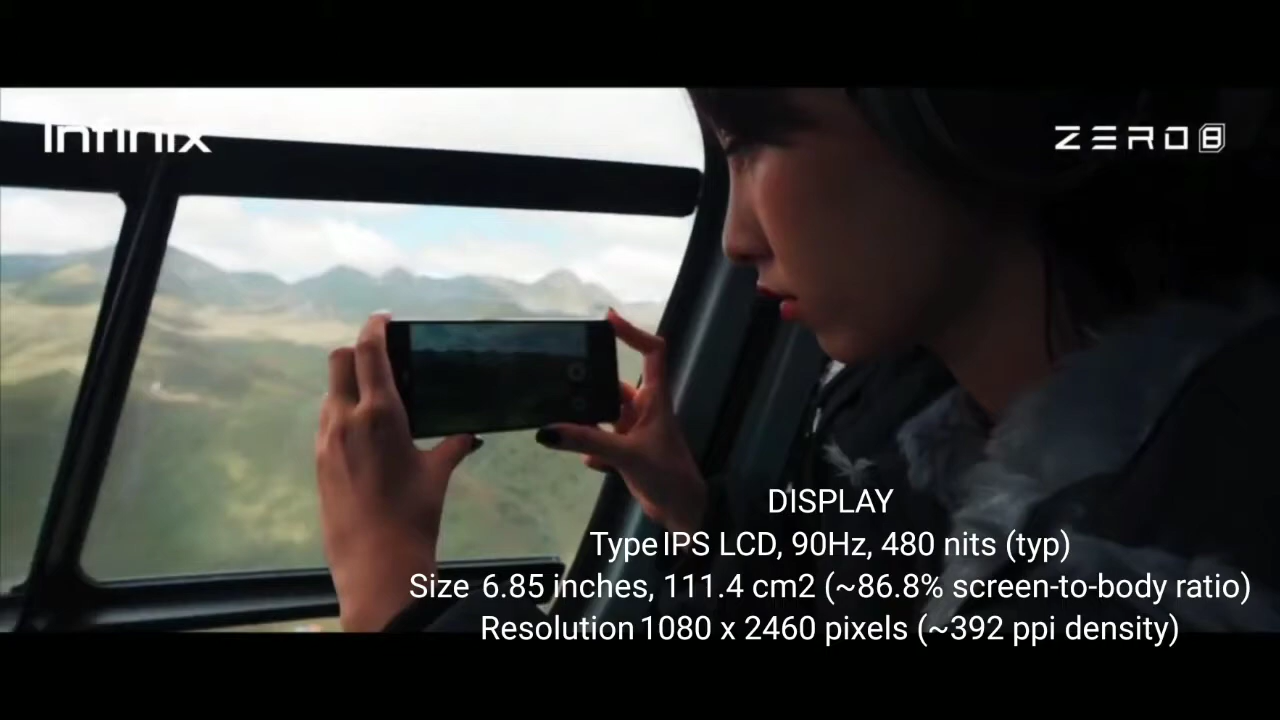 Infinix
ZERO 8
DISPLAY
Type IPS LCD, 90Hz, 480 nits (typ)
Size 6.85 inches, 111.4 cm2 (~86.8% screen-to-body ratio)
Resolution 1080 x 2460 pixels (~392 ppi density)